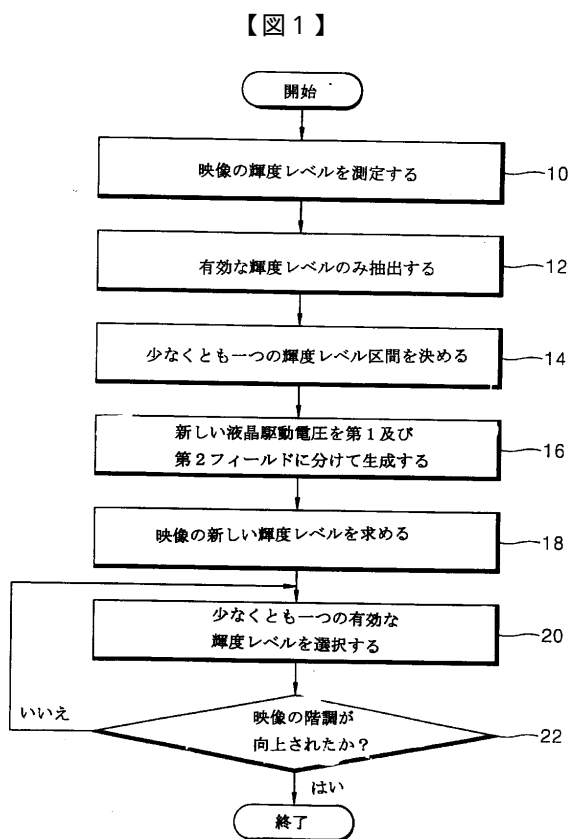 【図１】
開始
映像の輝度レベルを測定する
10
有効な輝度レベルのみ抽出する
12
少なくとも一つの輝度レベル区間を決める
14
新しい液晶駆動電圧を第１及び
第２フィールドに分けて生成する
16
映像の新しい輝度レベルを求める
18
少なくとも一つの有効な
輝度レベルを選択する
20
いいえ
映像の階調が
向上されたか？
22
はい
終了